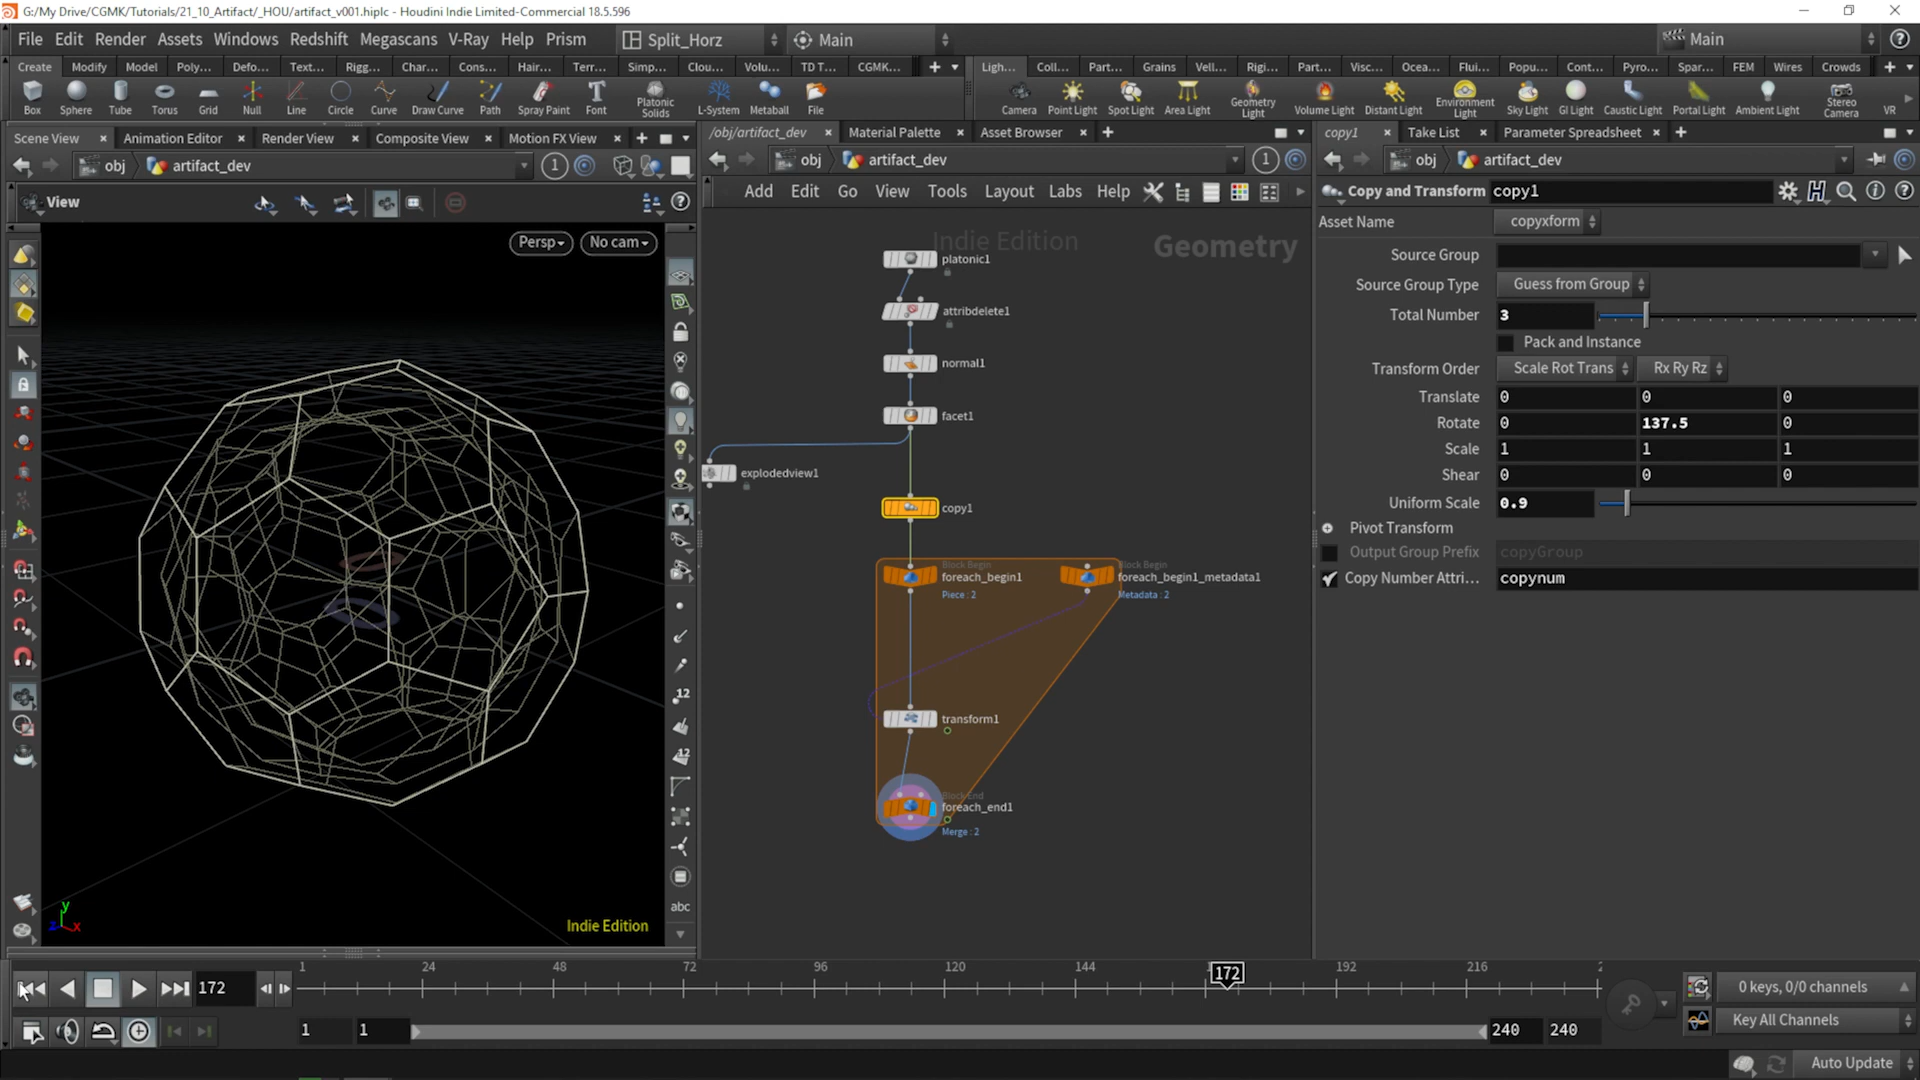 G:/My Drive/CGMK/Tutorials/21_10_Artifact/_HOU/artifact_v001.hiplc - Houdini Indie Limited-Commercial 18.5.596
File Edit Render Assets Windows Redshift Megascans V-Ray Help Prism Split_Horz Main Main
Create Modify Model Poly... Defo... Text... Rigg... Char... Cons... Hair... Terr... Simp... Clou... Volu... TD T... CGMK... Ligh... Coll... Part... Grains Vell... Rigi... Part... Visc... Ocea... Flui... Popu... Cont... Pyro... Spar... FEM Wires Crowds
Box Sphere Tube Torus Grid Null Line Circle Curve Draw Curve Path Spray Paint Font Platonic Solids L-System Metaball File Camera Point Light Spot Light Area Light Geometry Light Volume Light Distant Light Environment Light Sky Light GI Light Caustic Light Portal Light Ambient Light Stereo Camera VR
Scene View Animation Editor Render View Composite View Motion FX View
/obj/artifact_dev Material Palette Asset Browser
copy1 Take List Parameter Spreadsheet
obj artifact_dev 1
obj artifact_dev 1
obj artifact_dev
View
Add Edit Go View Tools Layout Labs Help
Copy and Transform copy1
Asset Name copyxform
Persp No cam
Indie Edition
Geometry
Source Group
Source Group Type Guess from Group
Total Number 3
Pack and Instance
Transform Order Scale Rot Trans Rx Ry Rz
Translate 0 0 0
Rotate 0 137.5 0
Scale 1 1 1
Shear 0 0 0
Uniform Scale 0.9
Pivot Transform
Output Group Prefix copyGroup
Copy Number Attri... copynum
platonic1
attribdelete1
normal1
facet1
explodedview1
copy1
Block Begin
foreach_begin1
Piece : 2
Block Begin
foreach_begin1_metadata1
Metadata : 2
transform1
Block End
foreach_end1
Merge : 2
12
12
abc
y
x
z
Indie Edition
172
1 24 48 72 96 120 144 172 192 216 2
0 keys, 0/0 channels
1 1 240 240
Key All Channels
Auto Update